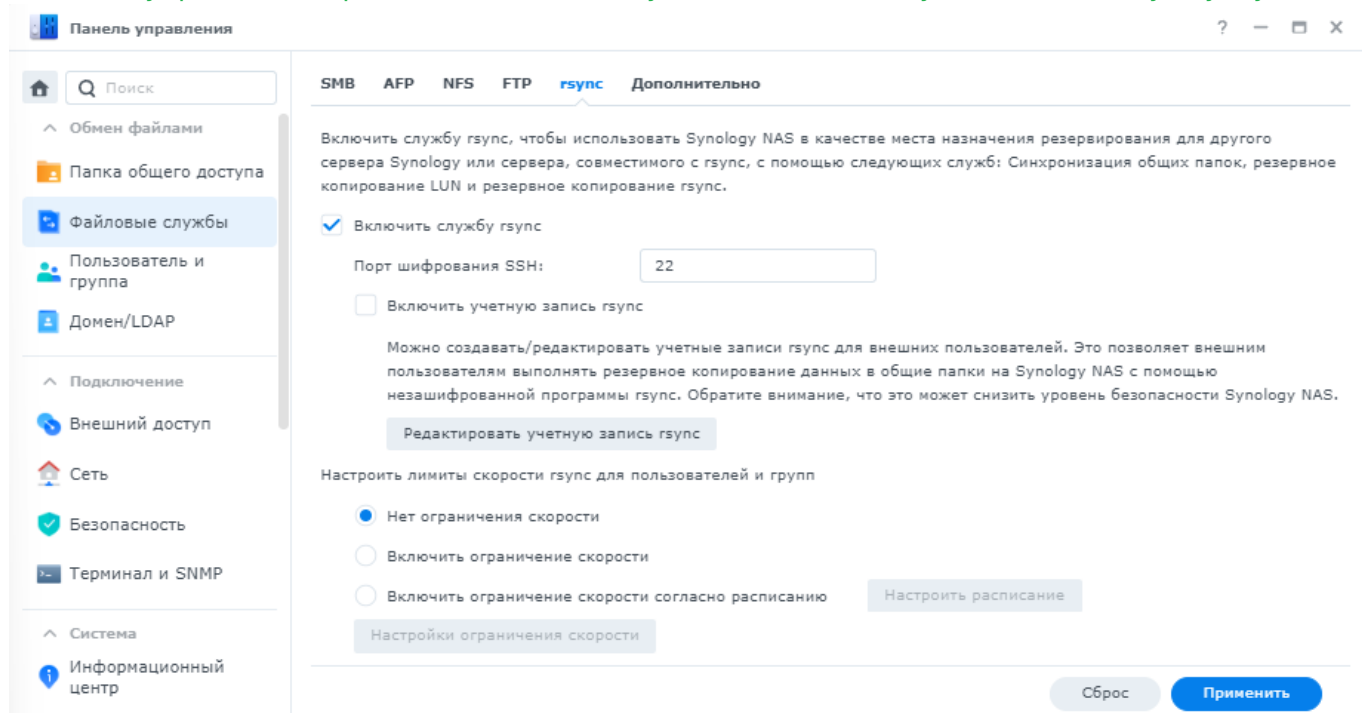 Панель управления
?
Поиск
Обмен файлами
Папка общего доступа
Файловые службы
Пользователь и
группа
Домен/LDAP
Подключение
Внешний доступ
Сеть
Безопасность
Терминал и SNMP
Система
Информационный
центр
SMB AFP NFS FTP rsync Дополнительно
Включить службу rsync, чтобы использовать Synology NAS в качестве места назначения резервирования для другого
сервера Synology или сервера, совместимого с rsync, с помощью следующих служб: Синхронизация общих папок, резервное
копирование LUN и резервное копирование rsync.
Включить службу rsync
Порт шифрования SSH: 22
Включить учетную запись rsync
Можно создавать/редактировать учетные записи rsync для внешних пользователей. Это позволяет внешним
пользователям выполнять резервное копирование данных в общие папки на Synology NAS с помощью
незашифрованной программы rsync. Обратите внимание, что это может снизить уровень безопасности Synology NAS.
Редактировать учетную запись rsync
Настроить лимиты скорости rsync для пользователей и групп
Нет ограничения скорости
Включить ограничение скорости
Включить ограничение скорости согласно расписанию Настроить расписание
Настройки ограничения скорости
Сброс Применить